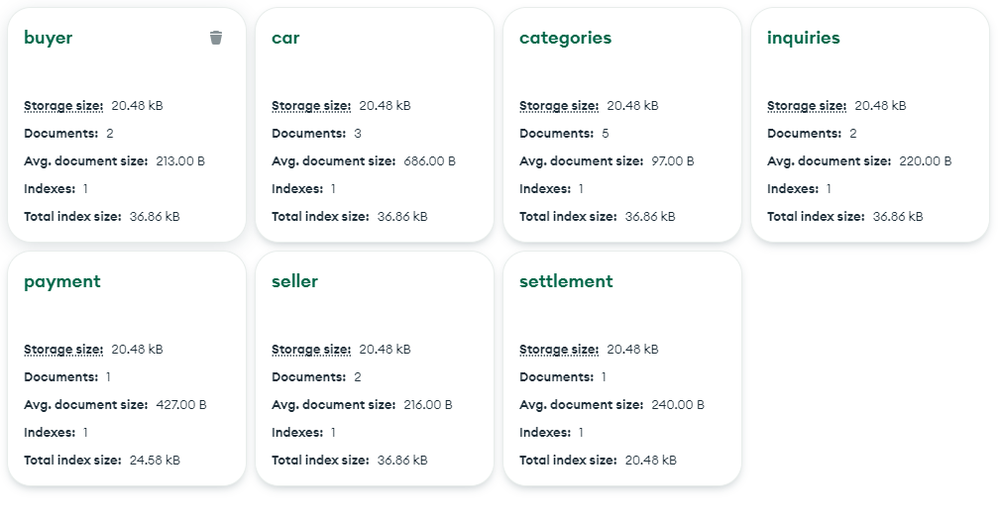 buyer
Storage size: 20.48 kB
Documents: 2
Avg. document size: 213.00 B
Indexes: 1
Total index size: 36.86 kB
car
Storage size: 20.48 kB
Documents: 3
Avg. document size: 686.00 B
Indexes: 1
Total index size: 36.86 kB
categories
Storage size: 20.48 kB
Documents: 5
Avg. document size: 97.00 B
Indexes: 1
Total index size: 36.86 kB
inquiries
Storage size: 20.48 kB
Documents: 2
Avg. document size: 220.00 B
Indexes: 1
Total index size: 36.86 kB
payment
Storage size: 20.48 kB
Documents: 1
Avg. document size: 427.00 B
Indexes: 1
Total index size: 24.58 kB
seller
Storage size: 20.48 kB
Documents: 2
Avg. document size: 216.00 B
Indexes: 1
Total index size: 36.86 kB
settlement
Storage size: 20.48 kB
Documents: 1
Avg. document size: 240.00 B
Indexes: 1
Total index size: 20.48 kB